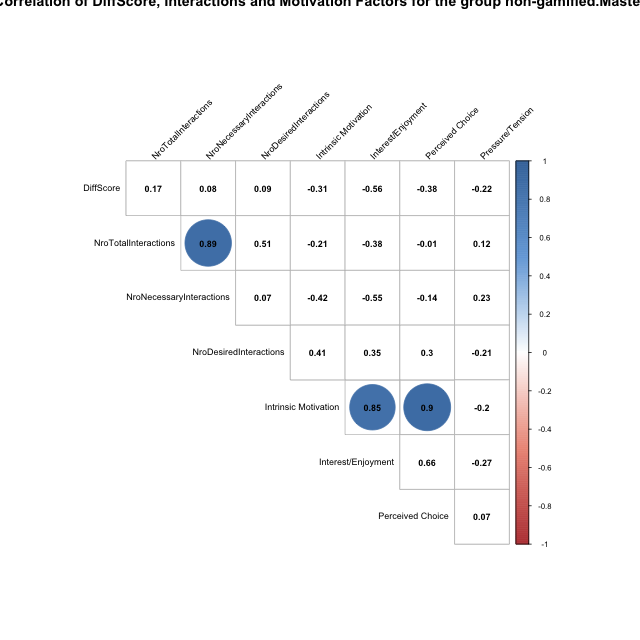 Correlation of DiffScore, Interactions and Motivation Factors for the group non-gamified.Maste
NroTotalInteractions
NroNecessaryInteractions
NroDesiredInteractions
Intrinsic Motivation
Interest/Enjoyment
Perceived Choice
Pressure/Tension
DiffScore 0.17 0.08 0.09 -0.31 -0.56 -0.38 -0.22
NroTotalInteractions 0.89 0.51 -0.21 -0.38 -0.01 0.12
NroNecessaryInteractions 0.07 -0.42 -0.55 -0.14 0.23
NroDesiredInteractions 0.41 0.35 0.3 -0.21
Intrinsic Motivation 0.85 0.9 -0.2
Interest/Enjoyment 0.66 -0.27
Perceived Choice 0.07
1
0.8
0.6
0.4
0.2
0
-0.2
-0.4
-0.6
-0.8
-1